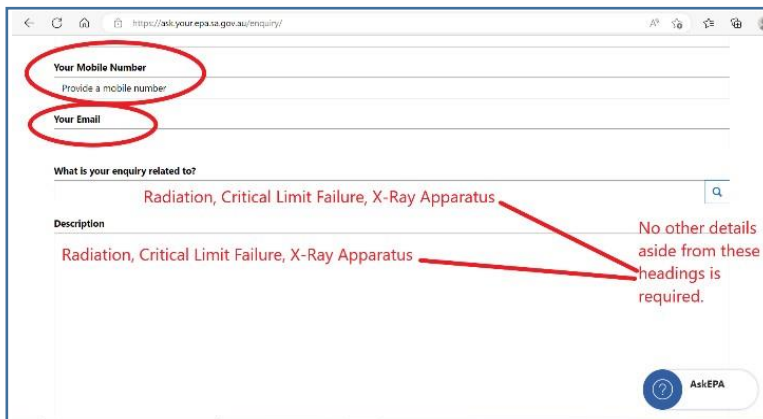 https://ask.your.epa.sa.gov.au/enquiry/
Your Mobile Number
Provide a mobile number
Your Email
What is your enquiry related to?
Radiation, Critical Limit Failure, X-Ray Apparatus
Description
Radiation, Critical Limit Failure, X-Ray Apparatus
No other details
aside from these
headings is
required.
AskEPA